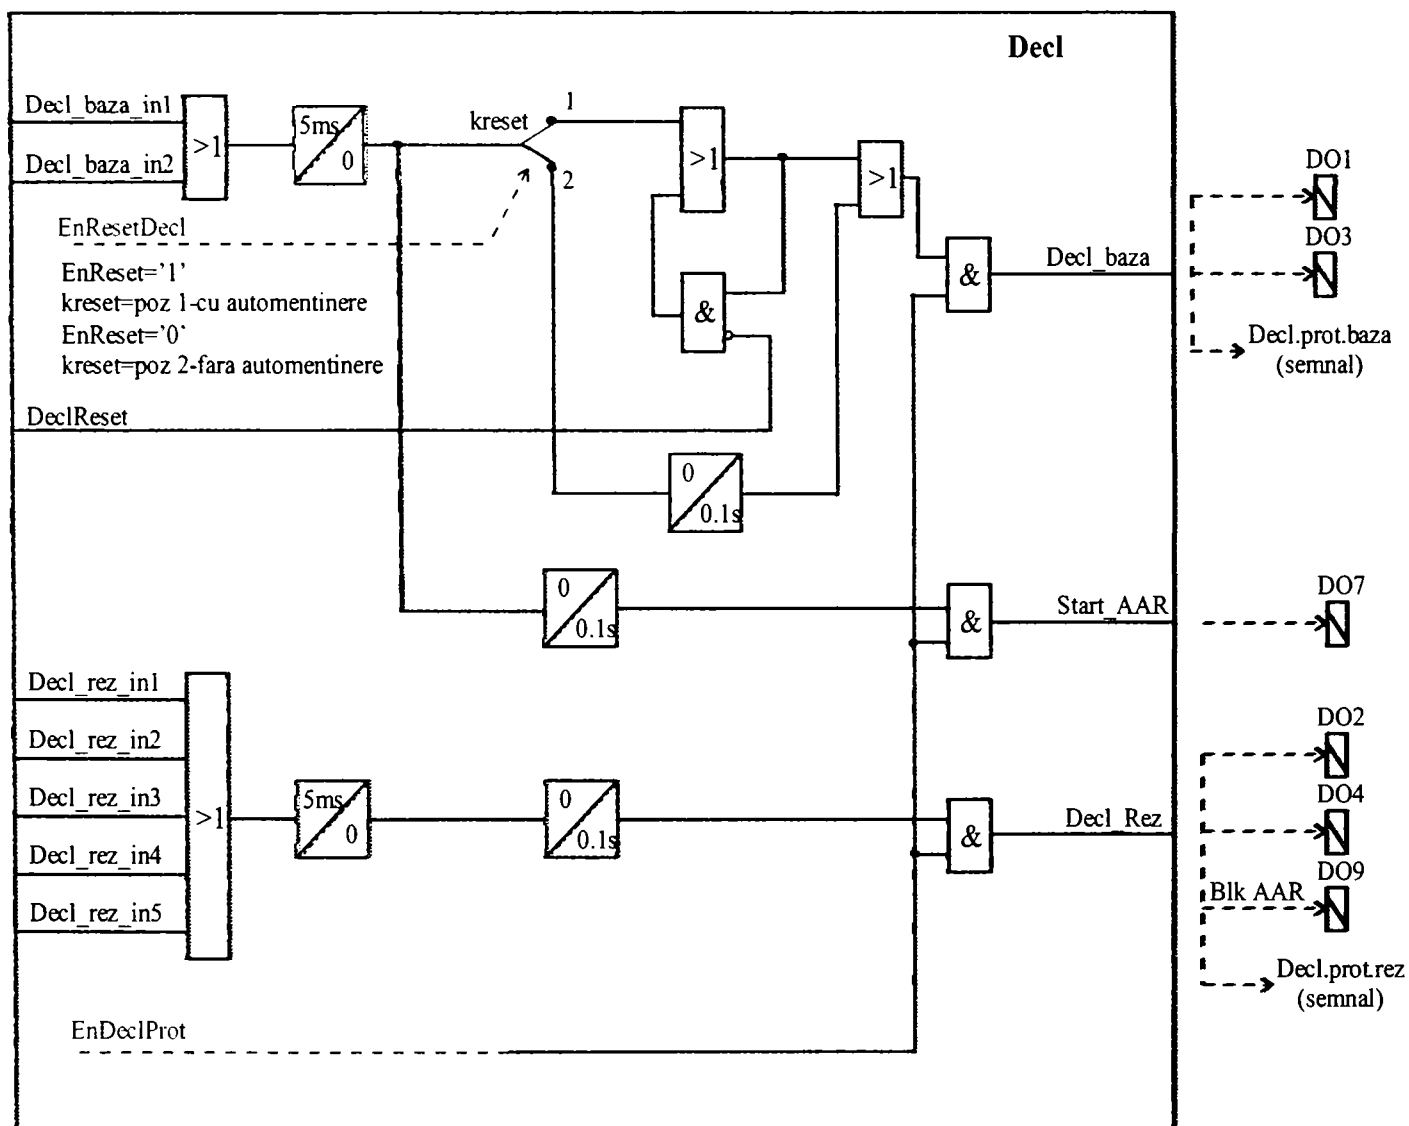 Decl
Decl_baza_in1
>1
5ms
0
kreset
1
>1
>1
DO1
Decl_baza_in2
2
EnResetDecl
DO3
EnReset='1'
kreset=poz 1-cu automentinere
EnReset='0'
kreset=poz 2-fara automentinere
&
&
Decl_baza
Decl.prot.baza
(semnal)
DeclReset
0
0.1s
0
0.1s
&
Start_AAR
DO7
Decl_rez_in1
Decl_rez_in2
Decl_rez_in3
Decl_rez_in4
Decl_rez_in5
>1
5ms
0
0
0.1s
&
Decl_Rez
DO2
DO4
DO9
Blk AAR
Decl.prot.rez
(semnal)
EnDeclProt